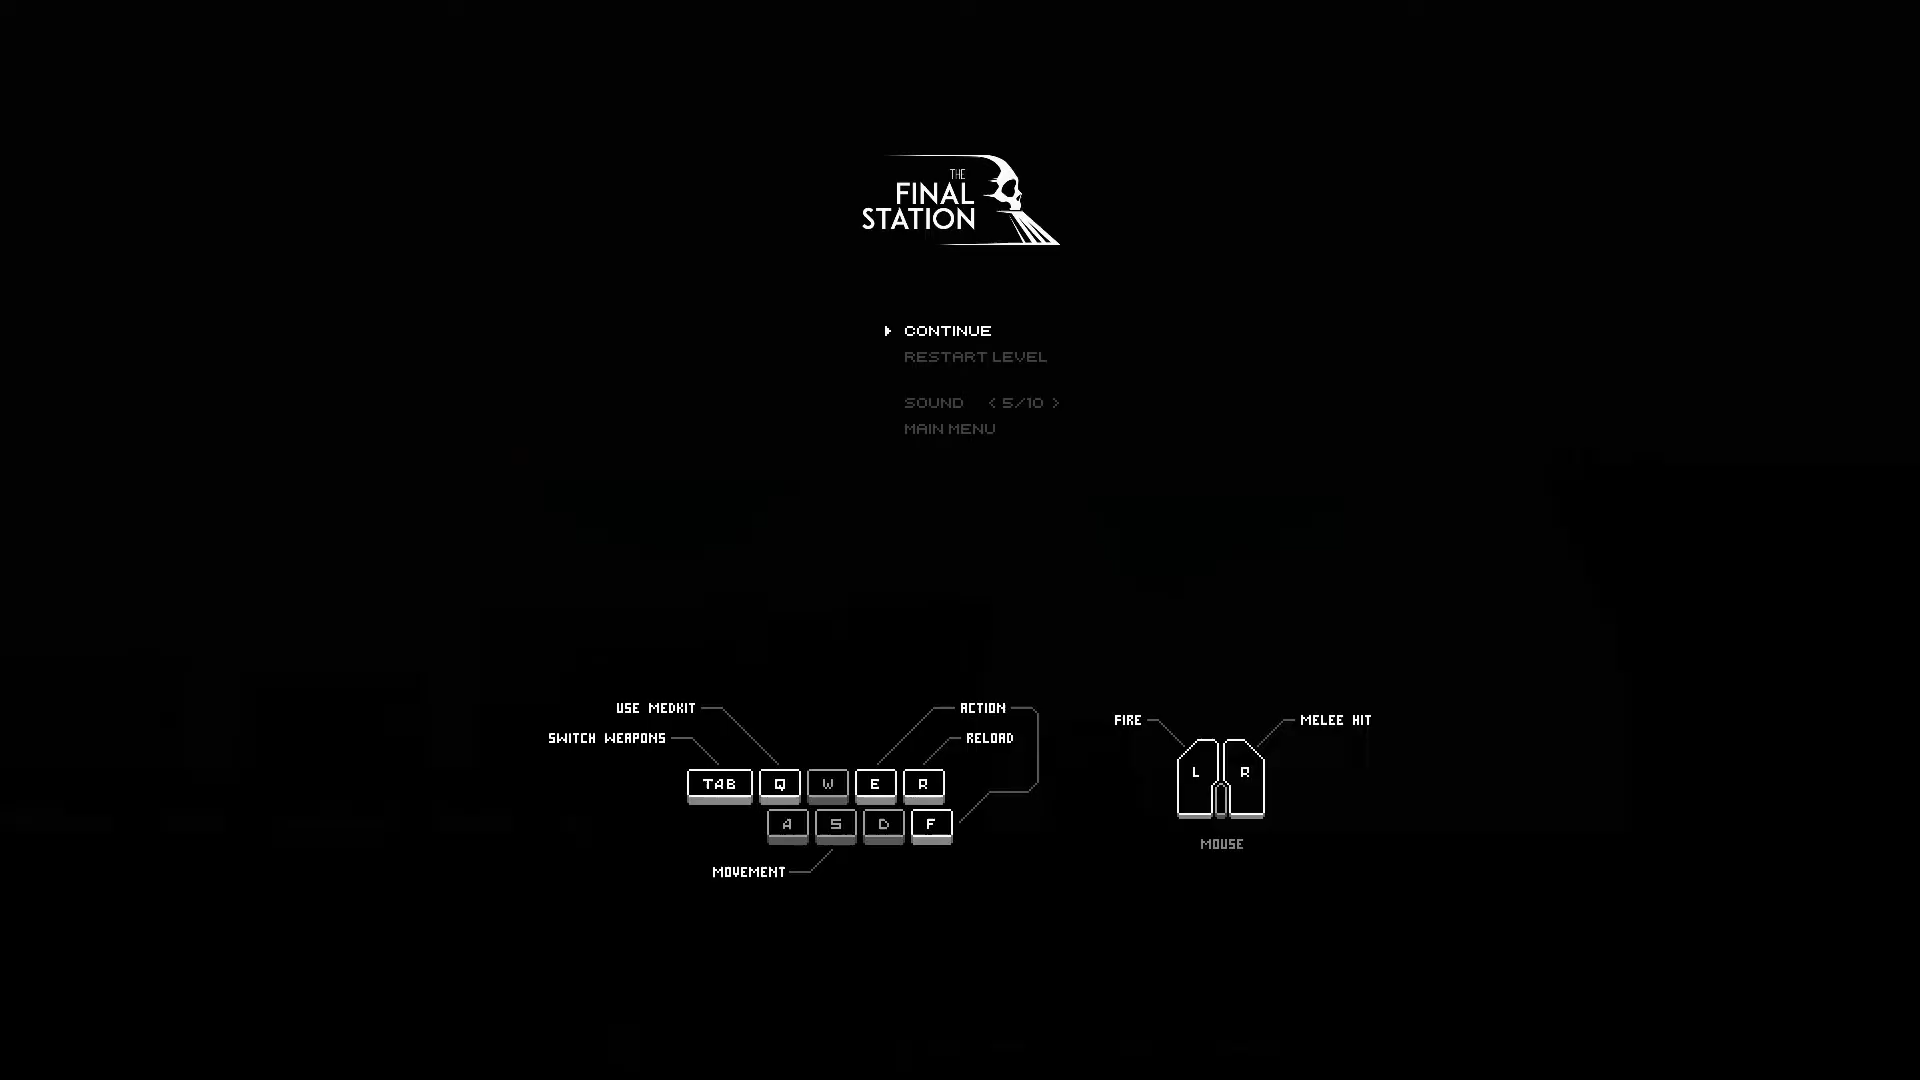 THE
FINAL
STATION
CONTINUE
RESTART LEVEL
SOUND < 5/10 >
MAIN MENU
USE MEDKIT
ACTION
SWITCH WEAPONS
RELOAD
TAB Q W E R
A S D F
MOVEMENT
FIRE
MELEE HIT
L R
MOUSE